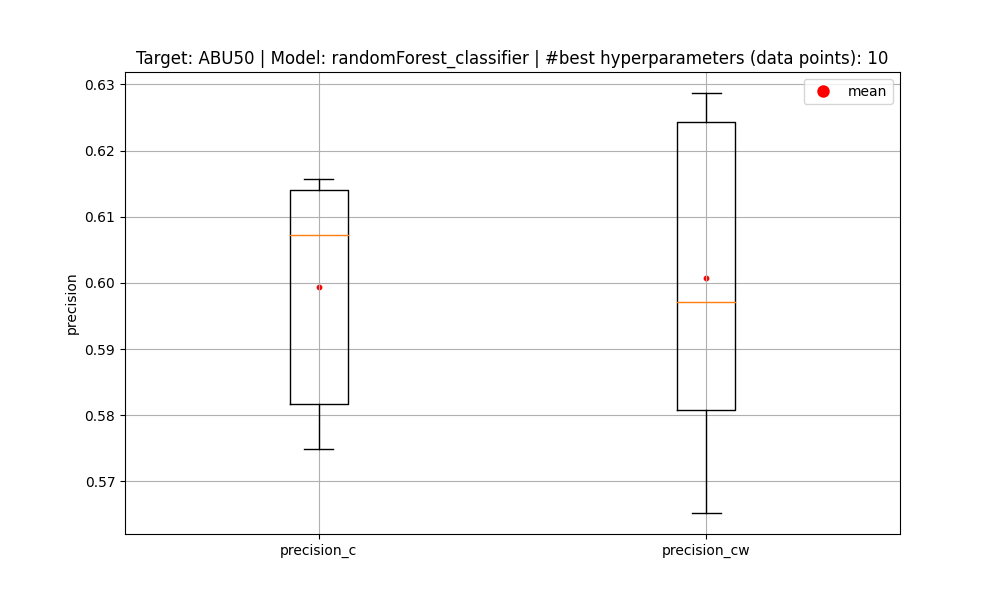 Target: ABU50 | Model: randomForest_classifier | #best hyperparameters (data points): 10
mean
0.63
0.62
0.61
0.60
0.59
0.58
0.57
precision
precision_c
precision_cw